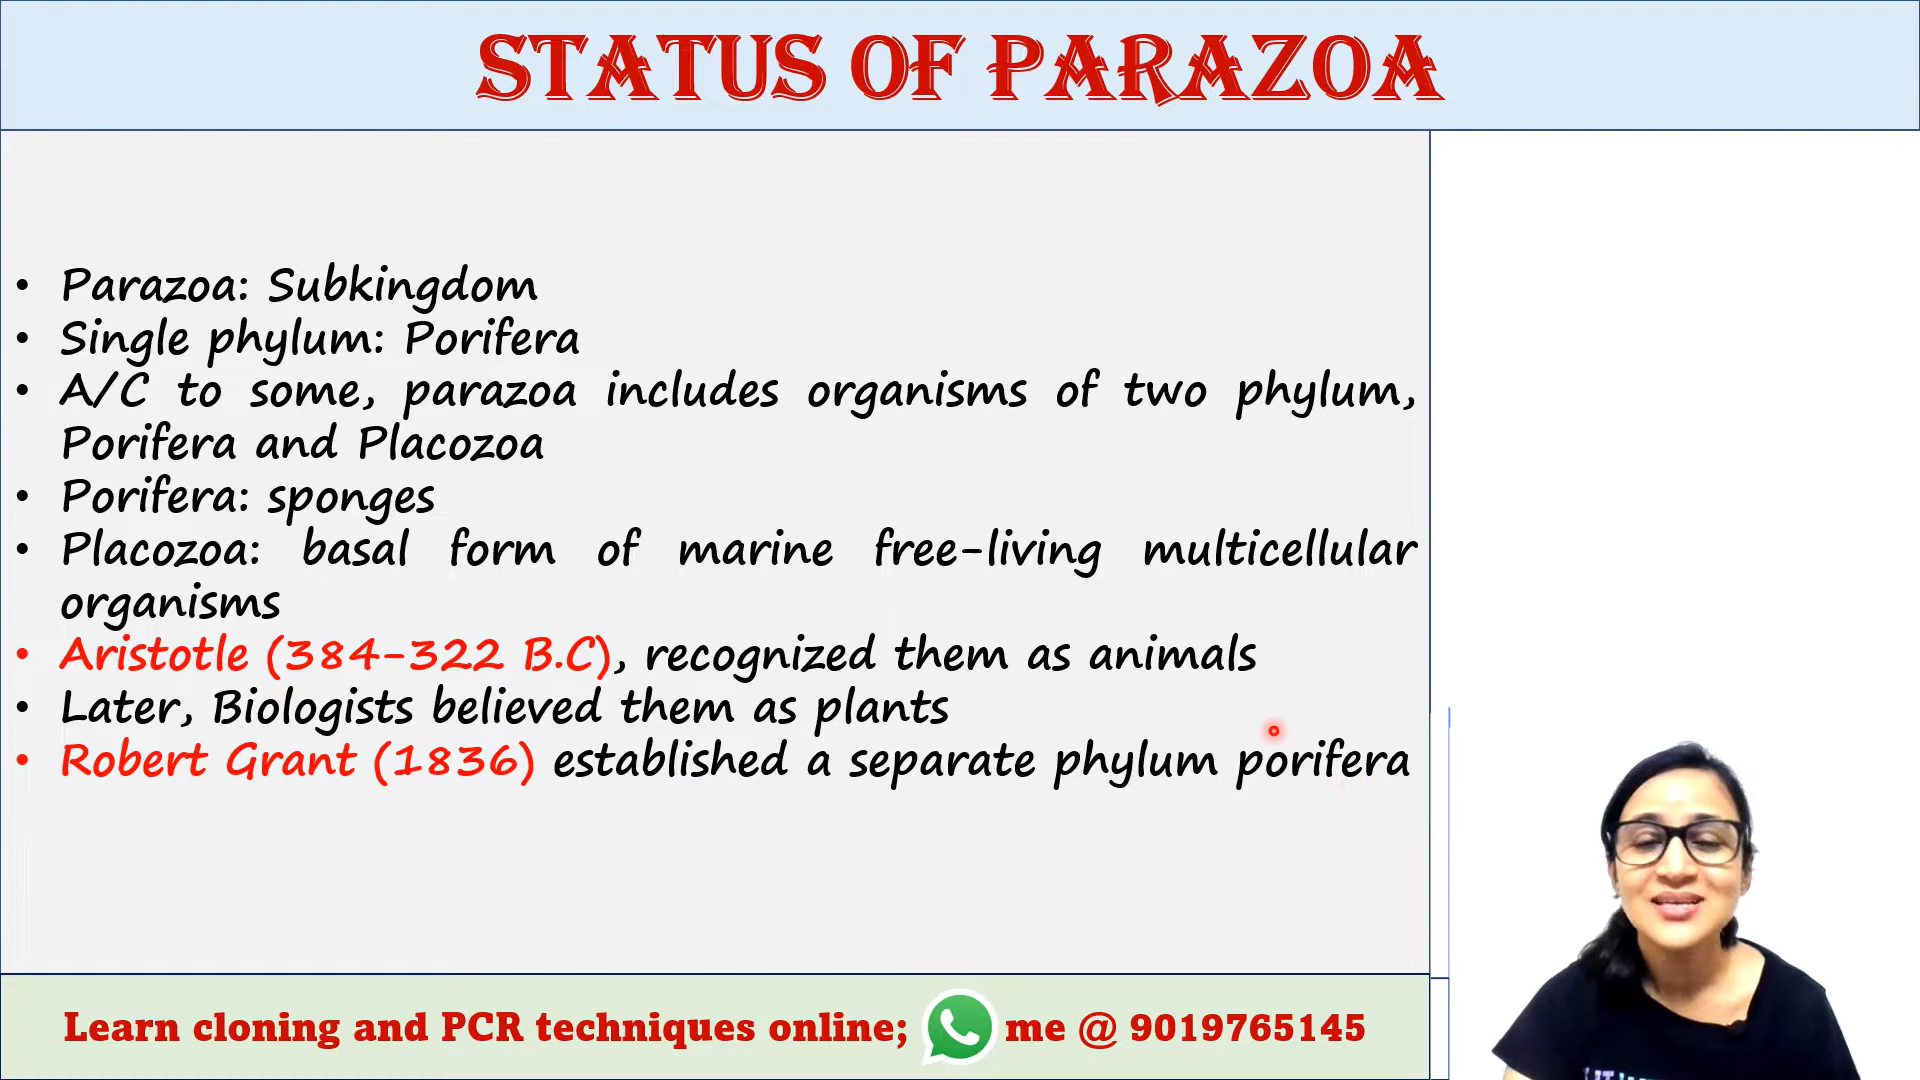 STATUS OF PARAZOA
• Parazoa: Subkingdom
• Single phylum: Porifera
• A/C to some, parazoa includes organisms of two phylum,
Porifera and Placozoa
• Porifera: sponges
• Placozoa: basal form of marine free-living multicellular
organisms
• Aristotle (384-322 B.C), recognized them as animals
• Later, Biologists believed them as plants
• Robert Grant (1836) established a separate phylum porifera
Learn cloning and PCR techniques online; me @ 9019765145